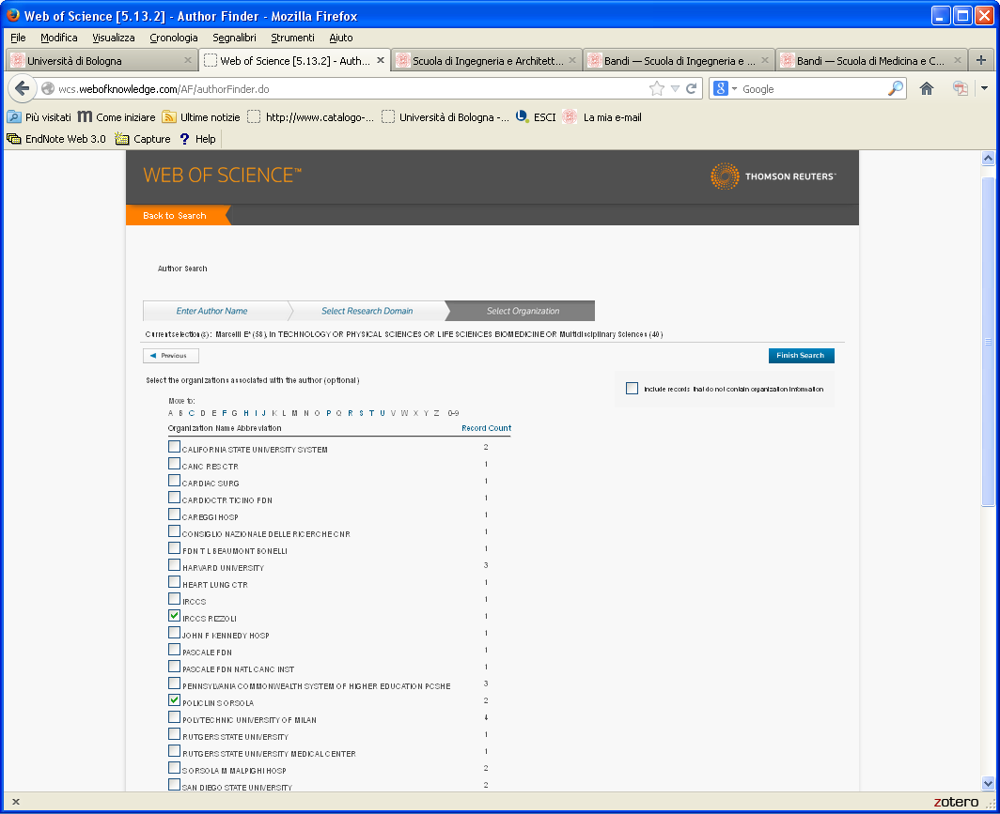 Web of Science [5.13.2] - Author Finder - Mozilla Firefox
File Modifica Visualizza Cronologia Segnalibri Strumenti Aiuto
Università di Bologna × Web of Science [5.13.2] - Auth... × Scuola di Ingegneria e Architett... × Bandi — Scuola di Ingegneria e ... × Bandi — Scuola di Medicina e C... × +
wcs.webofknowledge.com/AF/authorFinder.do 8 Google
Più visitati m Come iniziare Ultime notizie http://www.catalogo-... Università di Bologna -... ESCI La mia e-mail
EndNote Web 3.0 Capture ? Help
WEB OF SCIENCE™ THOMSON REUTERS™
Back to Search
Author Search
Enter Author Name Select Research Domain Select Organization
Current selection(s): Marcelli E* (58), in TECHNOLOGY OR PHYSICAL SCIENCES OR LIFE SCIENCES BIOMEDICINE OR Multidisciplinary Sciences (40)
Previous Finish Search
Select the organizations associated with the author (optional)
Include records that do not contain organization information
Move to:
A B C D E F G H I J K L M N O P Q R S T U V W X Y Z 0-9
Organization Name Abbreviation Record Count
CALIFORNIA STATE UNIVERSITY SYSTEM 2
CANC RES CTR 1
CARDIAC SURG 1
CARDIOCTR TICINO FDN 1
CAREGGI HOSP 1
CONSIGLIO NAZIONALE DELLE RICERCHE CNR 1
FDN T L BEAUMONT BONELLI 1
HARVARD UNIVERSITY 3
HEART LUNG CTR 1
IRCCS 1
IRCCS RIZZOLI 1
JOHN F KENNEDY HOSP 1
PASCALE FDN 1
PASCALE FDN NATL CANC INST 1
PENNSYLVANIA COMMONWEALTH SYSTEM OF HIGHER EDUCATION PCSHE 3
POLICLIN S ORSOLA 2
POLYTECHNIC UNIVERSITY OF MILAN 4
RUTGERS STATE UNIVERSITY 1
RUTGERS STATE UNIVERSITY MEDICAL CENTER 1
S ORSOLA M MALPIGHI HOSP 2
SAN DIEGO STATE UNIVERSITY 2
× zotero